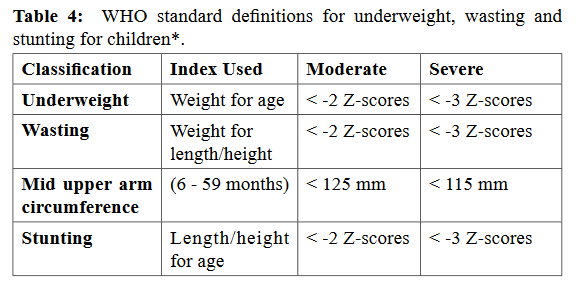 Table 4: WHO standard definitions for underweight, wasting and
stunting for children*.
Classification Index Used Moderate Severe
Underweight Weight for age < -2 Z-scores < -3 Z-scores
Wasting Weight for < -2 Z-scores < -3 Z-scores
length/height
Mid upper arm (6 - 59 months) < 125 mm < 115 mm
circumference
Stunting Length/height < -2 Z-scores < -3 Z-scores
for age